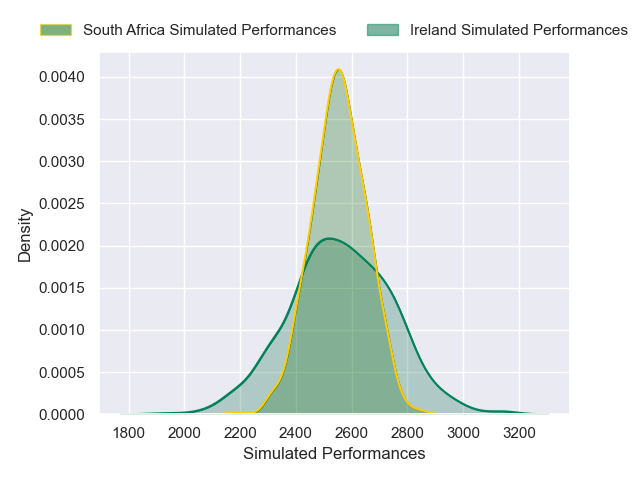 South Africa Simulated Performances
Ireland Simulated Performances
0.0040
0.0035
0.0030
0.0025
0.0020
0.0015
0.0010
0.0005
0.0000
Density
1800 2000 2200 2400 2600 2800 3000 3200
Simulated Performances